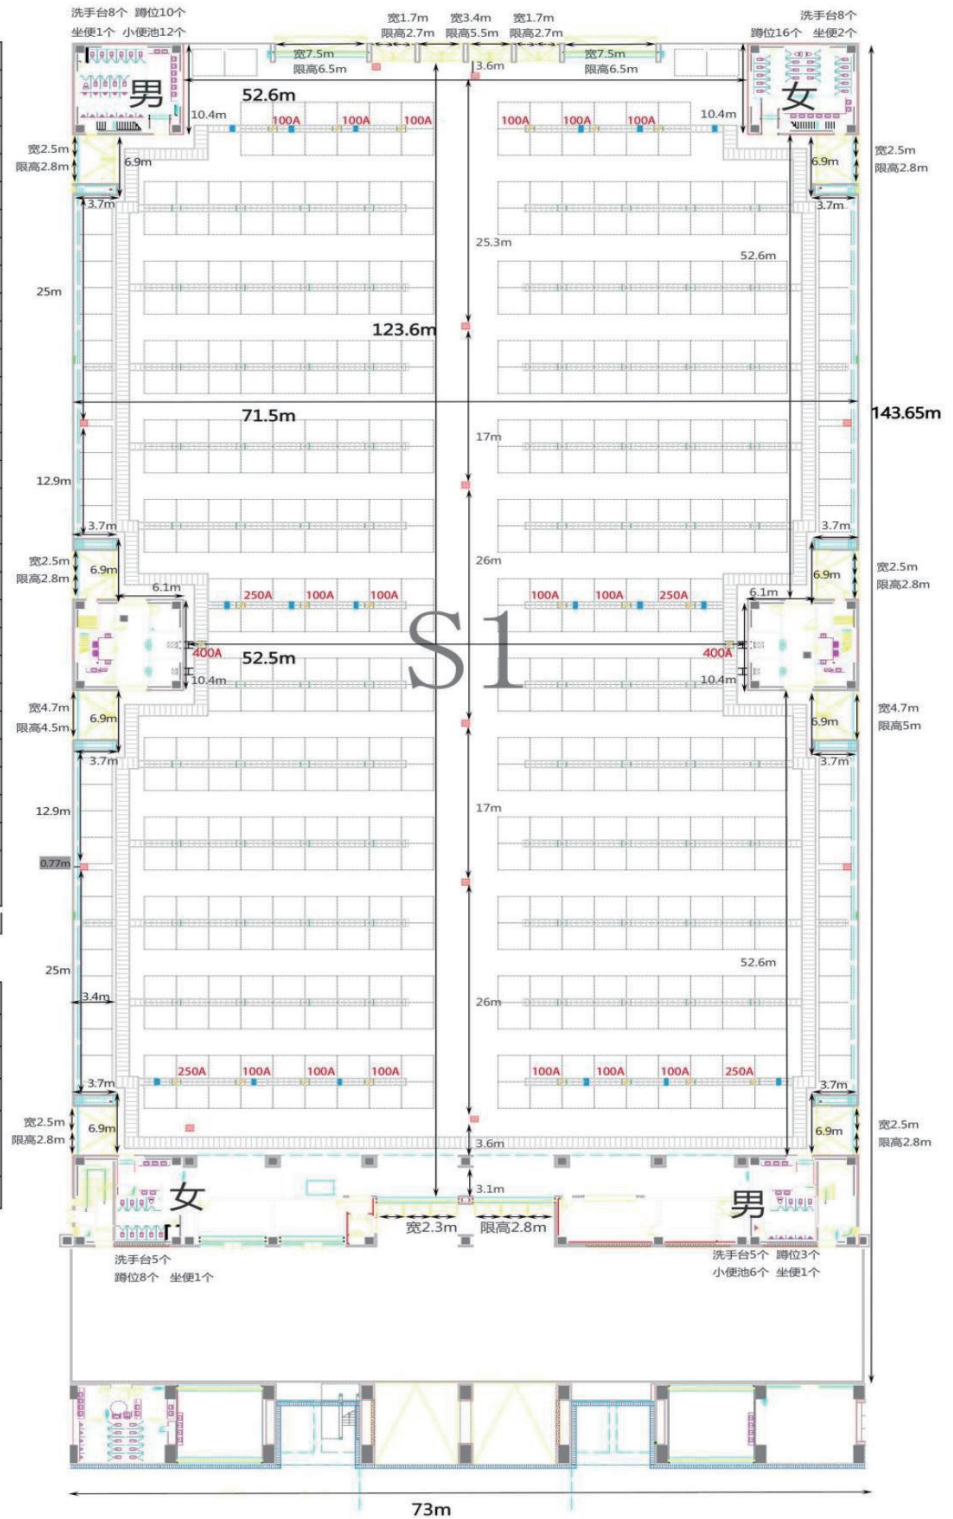 洗手台8个 蹲位10个
坐便1个 小便池12个
宽1.7m
限高2.7m
宽3.4m
限高5.5m
宽1.7m
限高2.7m
洗手台8个
蹲位16个 坐便2个
宽7.5m
限高6.5m
3.6m
宽7.5m
限高6.5m
男
52.6m
女
10.4m
10.4m
100A
100A
100A
100A
100A
100A
宽2.5m
限高2.8m
6.9m
6.9m
宽2.5m
限高2.8m
3.7m
3.7m
25.3m
52.6m
25m
123.6m
71.5m
143.65m
17m
12.9m
3.7m
3.7m
26m
宽2.5m
限高2.8m
6.9m
6.9m
宽2.5m
限高2.8m
6.1m
6.1m
250A
100A
100A
100A
100A
250A
S1
400A
52.5m
400A
10.4m
10.4m
宽4.7m
限高4.5m
6.9m
6.9m
宽4.7m
限高5m
3.7m
3.7m
12.9m
17m
0.77m
25m
52.6m
3.4m
26m
250A
100A
100A
100A
100A
100A
100A
250A
3.7m
3.7m
宽2.5m
限高2.8m
6.9m
6.9m
宽2.5m
限高2.8m
3.6m
女
3.1m
男
宽2.3m
限高2.8m
洗手台5个
蹲位8个 坐便1个
洗手台5个 蹲位3个
小便池6个 坐便1个
73m